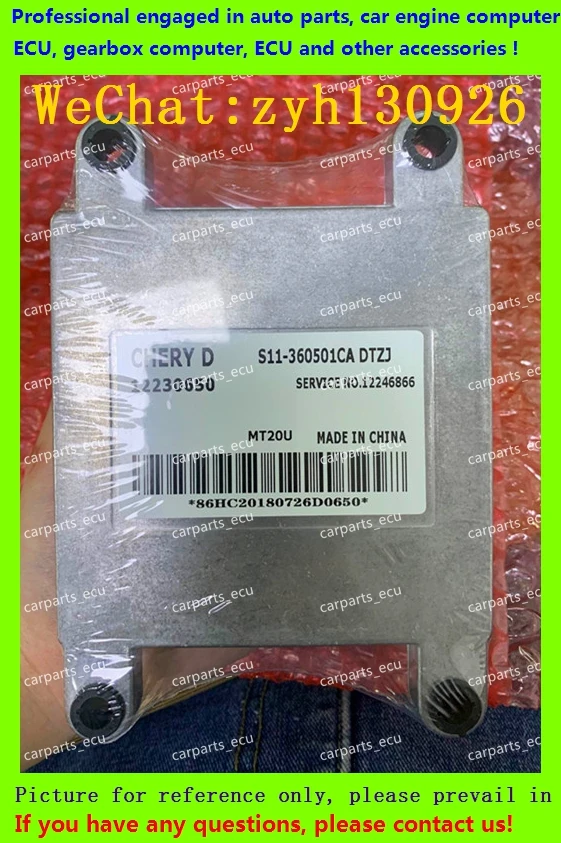 Professional engaged in auto parts, car engine computer
ECU, gearbox computer, ECU and other accessories !
WeChat:zyh130926
CHERY D S11-360501CA DTZJ
12230650 SERVICE NO.12246866
MT20U MADE IN CHINA
*86HC20180726D0650*
carparts_ecu
Picture for reference only, please prevail in
If you have any questions, please contact us!